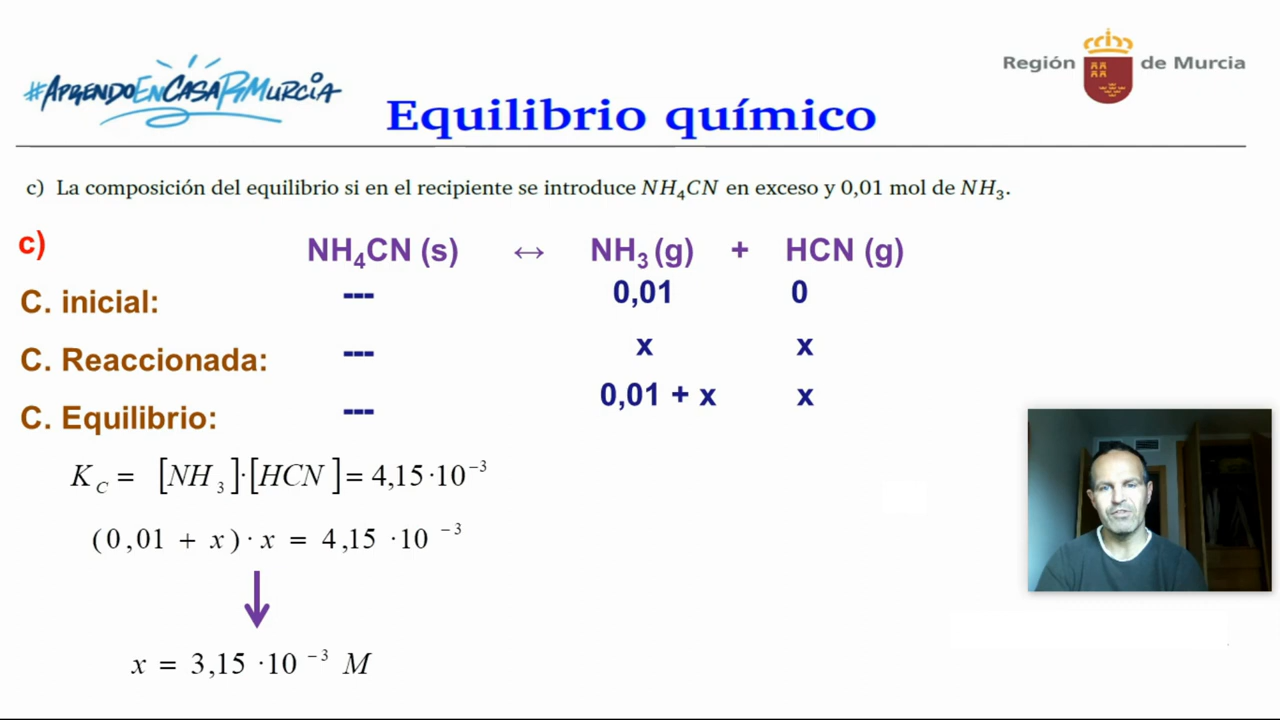 #APRENDOENCASARMURCIA
Región de Murcia
Equilibrio químico
c) La composición del equilibrio si en el recipiente se introduce NH₄CN en exceso y 0,01 mol de NH₃.
c) NH₄CN (s) ↔ NH₃ (g) + HCN (g)
C. inicial: --- 0,01 0
C. Reaccionada: --- x x
C. Equilibrio: --- 0,01 + x x
K_C = [NH₃]·[HCN] = 4,15·10⁻³
(0,01 + x)· x = 4,15 ·10⁻³
x = 3,15 ·10⁻³ M